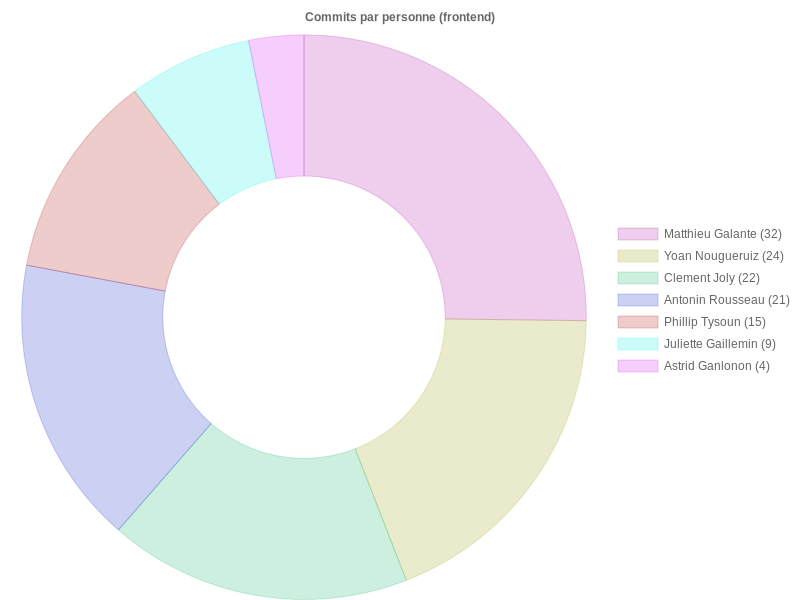 Commits par personne (frontend)
Matthieu Galante (32)
Yoan Nougueruiz (24)
Clement Joly (22)
Antonin Rousseau (21)
Phillip Tysoun (15)
Juliette Gaillemin (9)
Astrid Ganlonon (4)